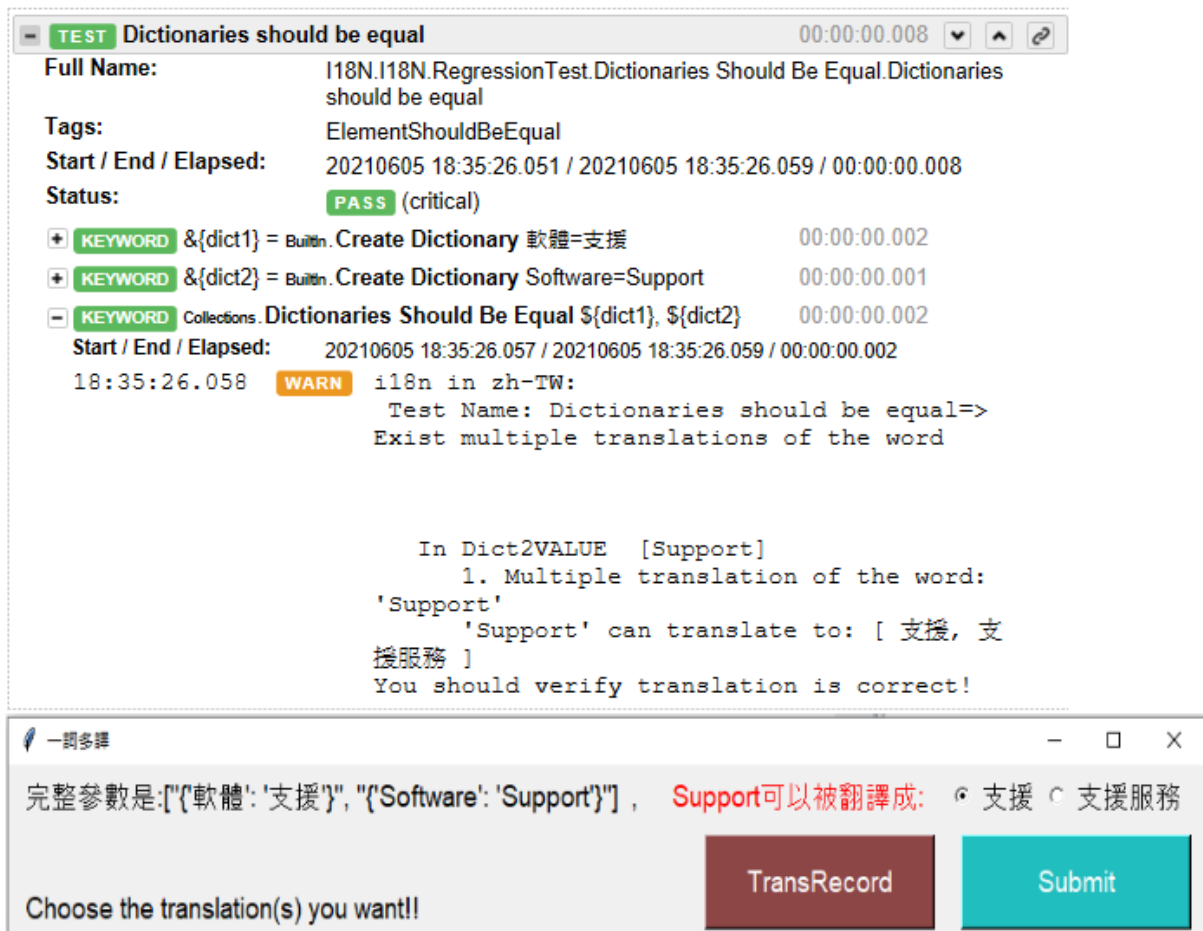 - TEST Dictionaries should be equal 00:00:00.008
Full Name: I18N.I18N.RegressionTest.Dictionaries Should Be Equal.Dictionaries
should be equal
Tags: ElementShouldBeEqual
Start / End / Elapsed: 20210605 18:35:26.051 / 20210605 18:35:26.059 / 00:00:00.008
Status: PASS (critical)
+ KEYWORD &{dict1} = BuiltIn.Create Dictionary 軟體=支援 00:00:00.002
+ KEYWORD &{dict2} = BuiltIn.Create Dictionary Software=Support 00:00:00.001
- KEYWORD Collections.Dictionaries Should Be Equal ${dict1}, ${dict2} 00:00:00.002
Start / End / Elapsed: 20210605 18:35:26.057 / 20210605 18:35:26.059 / 00:00:00.002
18:35:26.058 WARN i18n in zh-TW:
Test Name: Dictionaries should be equal=>
Exist multiple translations of the word
In Dict2VALUE [Support]
1. Multiple translation of the word:
'Support'
'Support' can translate to: [ 支援, 支
援服務 ]
You should verify translation is correct!
一詞多譯
完整參數是:["{'軟體': '支援'}", "{'Software': 'Support'}"] , Support可以被翻譯成: 支援 支援服務
TransRecord Submit
Choose the translation(s) you want!!